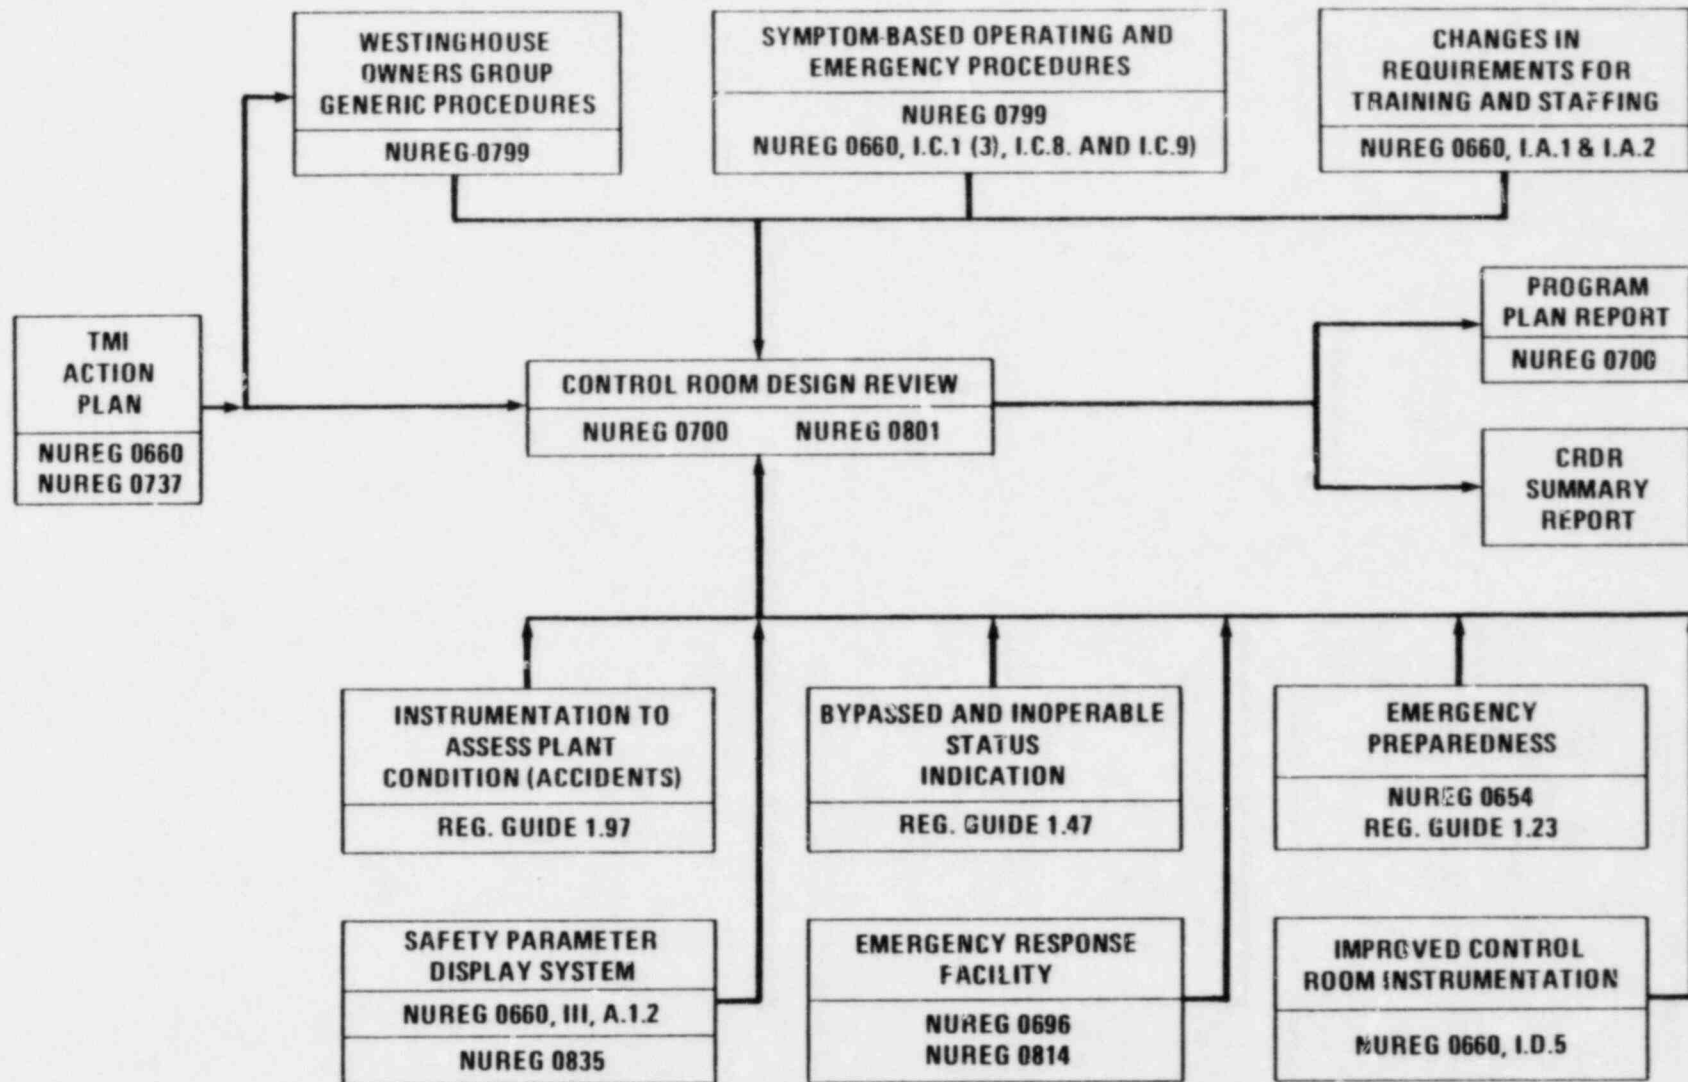 WESTINGHOUSE
OWNERS GROUP
GENERIC PROCEDURES
NUREG-0799
SYMPTOM-BASED OPERATING AND
EMERGENCY PROCEDURES
NUREG 0799
NUREG 0660, I.C.1 (3), I.C.8. AND I.C.9)
CHANGES IN
REQUIREMENTS FOR
TRAINING AND STAFFING
NUREG 0660, I.A.1 & I.A.2
TMI
ACTION
PLAN
NUREG 0660
NUREG 0737
CONTROL ROOM DESIGN REVIEW
NUREG 0700 NUREG 0801
PROGRAM
PLAN REPORT
NUREG 0700
CRDR
SUMMARY
REPORT
INSTRUMENTATION TO
ASSESS PLANT
CONDITION (ACCIDENTS)
REG. GUIDE 1.97
BYPASSED AND INOPERABLE
STATUS
INDICATION
REG. GUIDE 1.47
EMERGENCY
PREPAREDNESS
NUREG 0654
REG. GUIDE 1.23
SAFETY PARAMETER
DISPLAY SYSTEM
NUREG 0660, III, A.1.2
NUREG 0835
EMERGENCY RESPONSE
FACILITY
NUREG 0696
NUREG 0814
IMPROVED CONTROL
ROOM INSTRUMENTATION
NUREG 0660, I.D.5